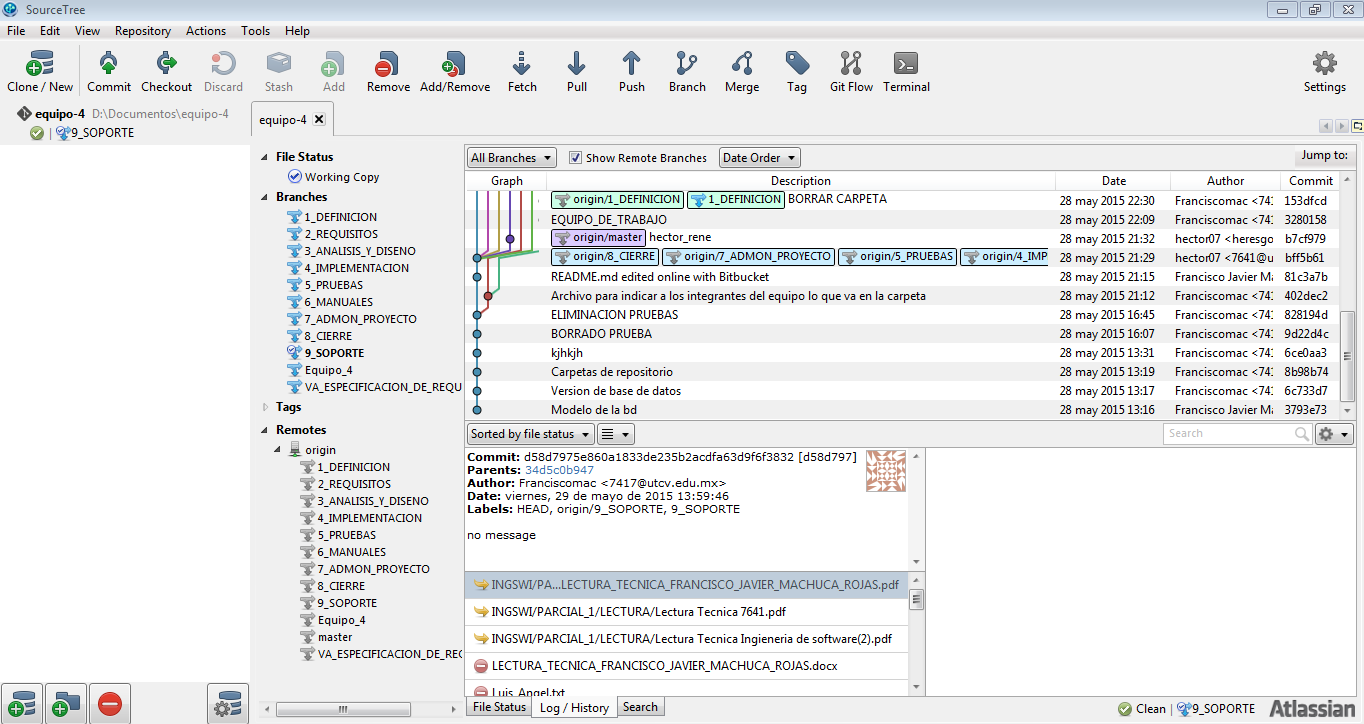 SourceTree
File Edit View Repository Actions Tools Help
Clone / New Commit Checkout Discard Stash Add Remove Add/Remove Fetch Pull Push Branch Merge Tag Git Flow Terminal Settings
equipo-4 D:\Documentos\equipo-4
9_SOPORTE
equipo-4
File Status
Working Copy
Branches
1_DEFINICION
2_REQUISITOS
3_ANALISIS_Y_DISENO
4_IMPLEMENTACION
5_PRUEBAS
6_MANUALES
7_ADMON_PROYECTO
8_CIERRE
9_SOPORTE
Equipo_4
VA_ESPECIFICACION_DE_REQU
Tags
Remotes
origin
1_DEFINICION
2_REQUISITOS
3_ANALISIS_Y_DISENO
4_IMPLEMENTACION
5_PRUEBAS
6_MANUALES
7_ADMON_PROYECTO
8_CIERRE
9_SOPORTE
Equipo_4
master
VA_ESPECIFICACION_DE_REC
All Branches Show Remote Branches Date Order Jump to:
Graph Description Date Author Commit
origin/1_DEFINICION 1_DEFINICION BORRAR CARPETA 28 may 2015 22:30 Franciscomac <741 153dfcd
EQUIPO_DE_TRABAJO 28 may 2015 22:09 Franciscomac <741 3280158
origin/master hector_rene 28 may 2015 21:32 hector07 <heresgo b7cf979
origin/8_CIERRE origin/7_ADMON_PROYECTO origin/5_PRUEBAS origin/4_IMP 28 may 2015 21:29 hector07 <7641@u bff5b61
README.md edited online with Bitbucket 28 may 2015 21:15 Francisco Javier Ma 81c3a7b
Archivo para indicar a los integrantes del equipo lo que va en la carpeta 28 may 2015 21:12 Franciscomac <741 402dec2
ELIMINACION PRUEBAS 28 may 2015 16:45 Franciscomac <741 828194d
BORRADO PRUEBA 28 may 2015 16:07 Franciscomac <741 9d22d4c
kjhkjh 28 may 2015 13:31 Franciscomac <741 6ce0aa3
Carpetas de repositorio 28 may 2015 13:19 Franciscomac <741 8b98b74
Version de base de datos 28 may 2015 13:17 Franciscomac <741 6c733d7
Modelo de la bd 28 may 2015 13:16 Francisco Javier Ma 3793e73
Sorted by file status Search
Commit: d58d7975e860a1833de235b2acdfa63d9f6f3832 [d58d797]
Parents: 34d5c0b947
Author: Franciscomac <7417@utcv.edu.mx>
Date: viernes, 29 de mayo de 2015 13:59:46
Labels: HEAD, origin/9_SOPORTE, 9_SOPORTE
no message
INGSWI/PA...LECTURA_TECNICA_FRANCISCO_JAVIER_MACHUCA_ROJAS.pdf
INGSWI/PARCIAL_1/LECTURA/Lectura Tecnica 7641.pdf
INGSWI/PARCIAL_1/LECTURA/Lectura Tecnica Ingieneria de software(2).pdf
LECTURA_TECNICA_FRANCISCO_JAVIER_MACHUCA_ROJAS.docx
Luis_Angel.txt
File Status Log / History Search
Clean 9_SOPORTE Atlassian